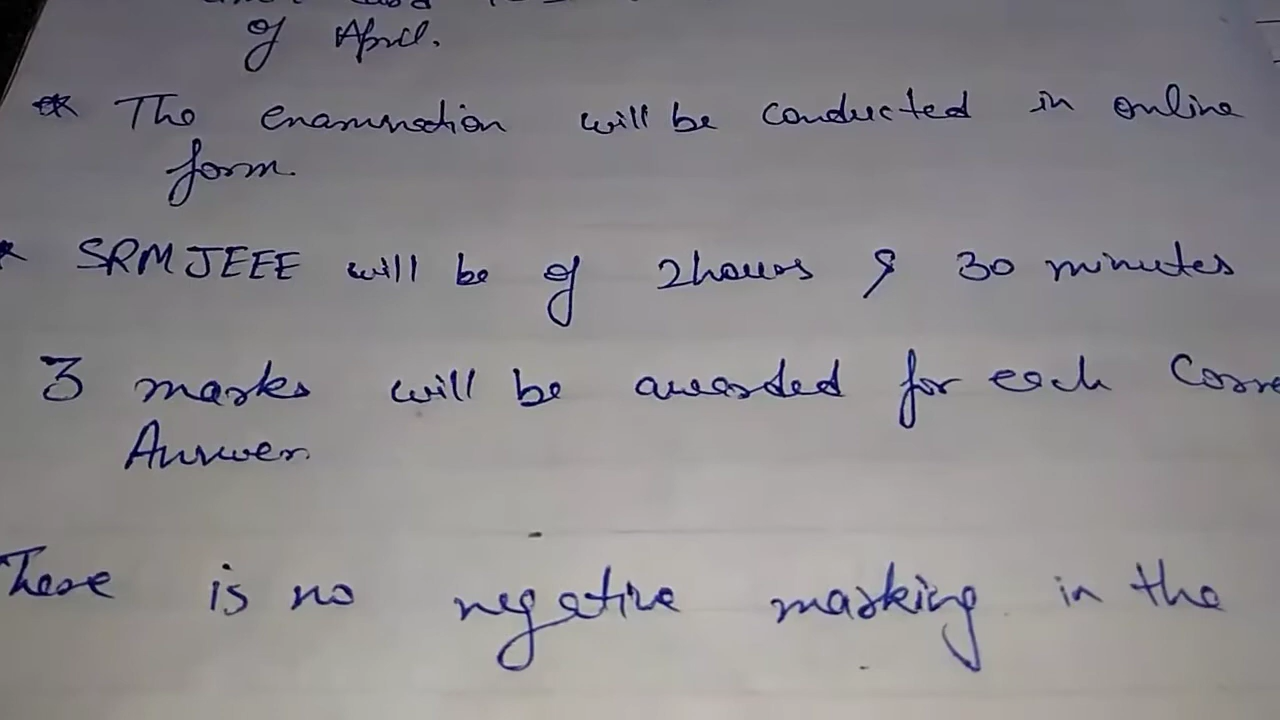 of April.
* The examination will be conducted in online
form.
* SRMJEEE will be of 2hours & 30 minutes
3 marks will be awarded for each
Answer.
There is no negative marking in the